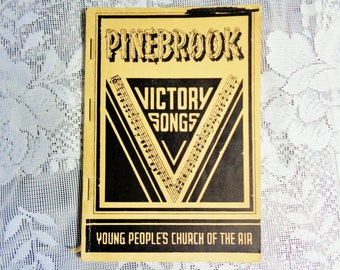 PINEBROOK
VICTORY
SONGS
YOUNG PEOPLE'S CHURCH OF THE AIR